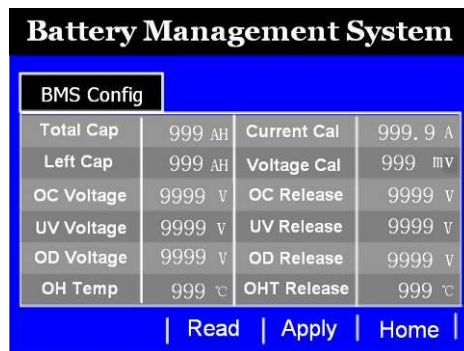 Battery Management System
BMS Config
Total Cap 999 AH Current Cal 999.9 A
Left Cap 999 AH Voltage Cal 999 mv
OC Voltage 9999 V OC Release 9999 V
UV Voltage 9999 V UV Release 9999 V
OD Voltage 9999 V OD Release 9999 V
OH Temp 999 ℃ OHT Release 999 ℃
| Read | Apply | Home |